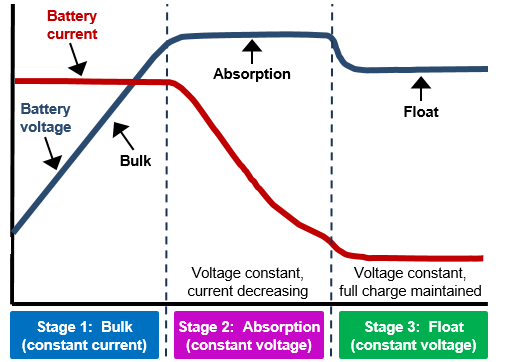 Battery
current
Absorption
Battery
voltage
Bulk
Float
Voltage constant,
current decreasing
Voltage constant,
full charge maintained
Stage 1:  Bulk
(constant current)
Stage 2:  Absorption
(constant voltage)
Stage 3:  Float
(constant voltage)